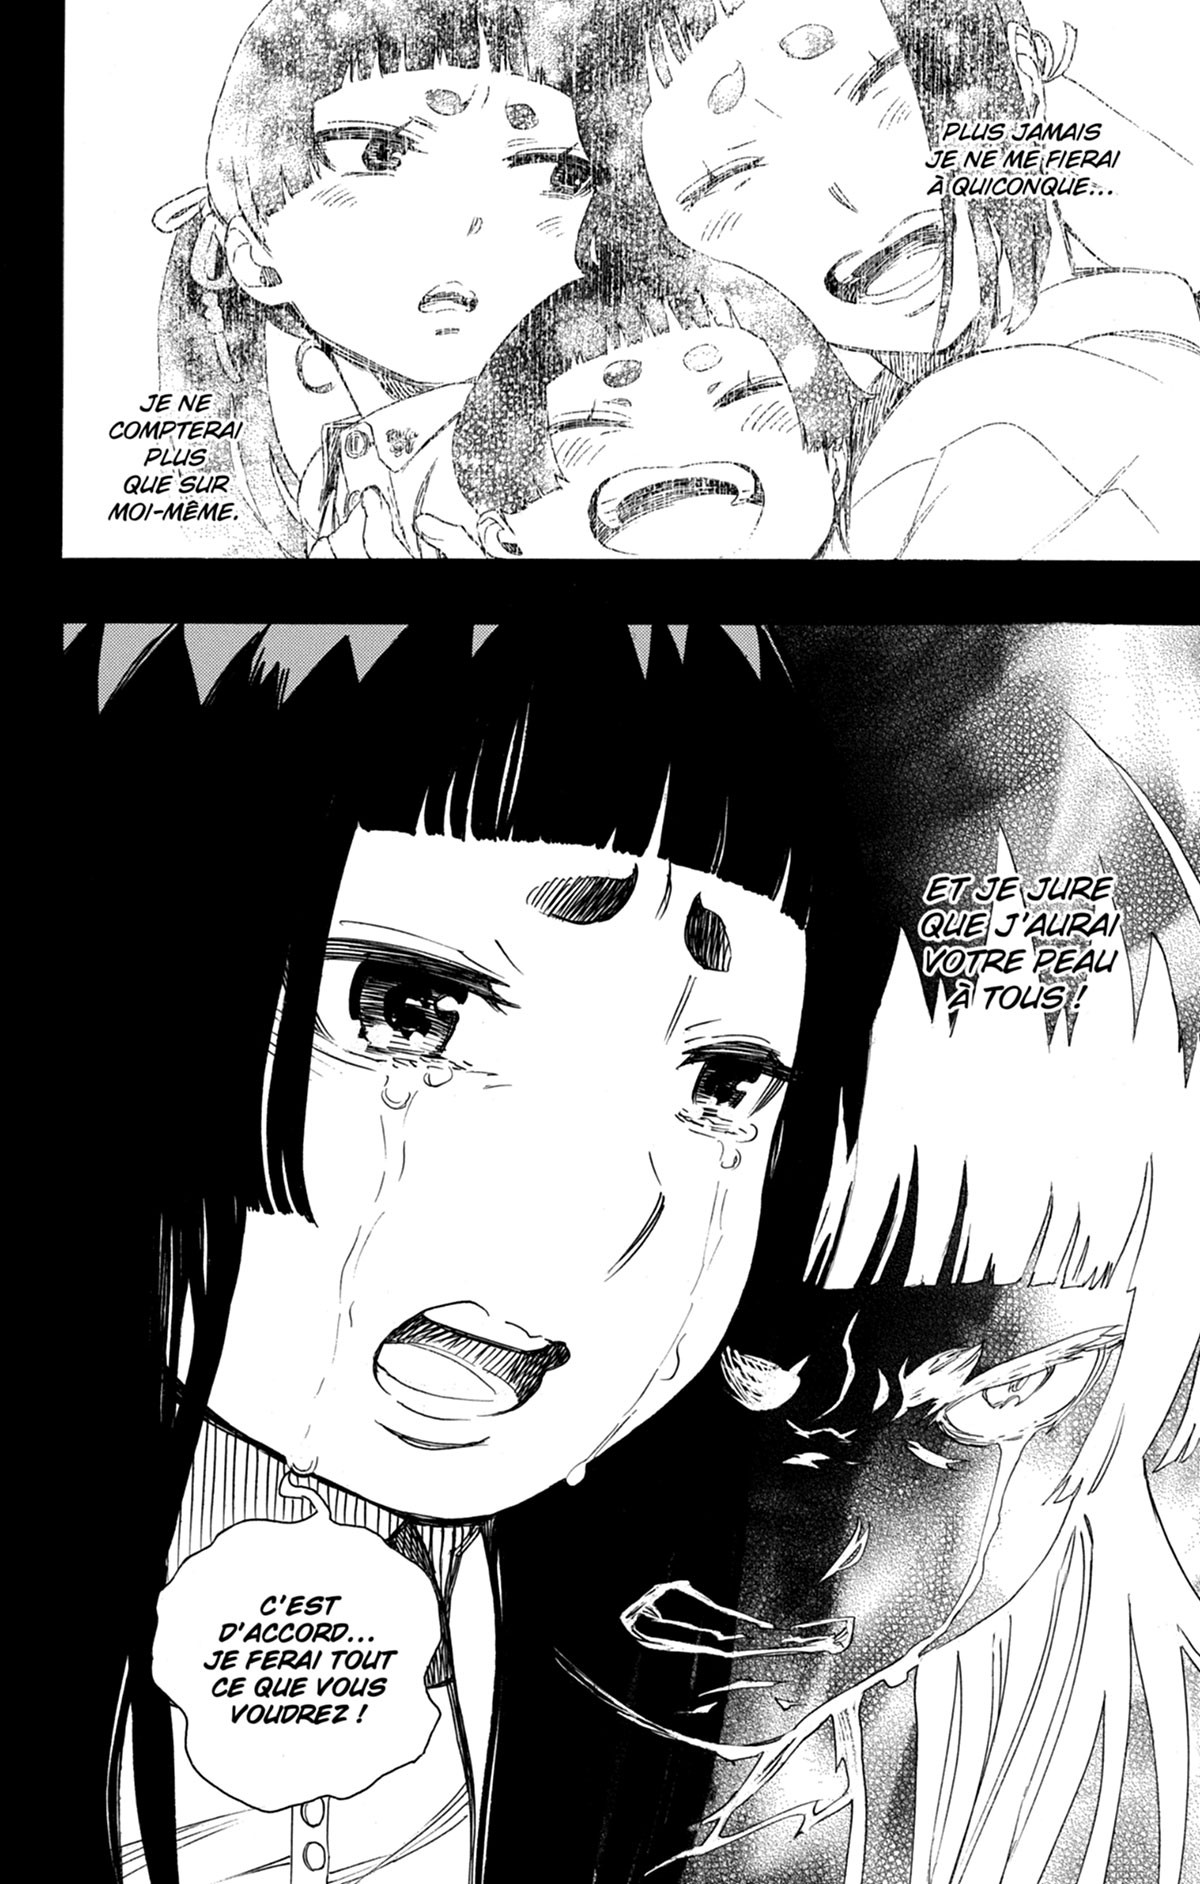 PLUS JAMAIS
JE NE ME FIERAI
À QUICONQUE...
JE NE
COMPTERAI
PLUS
QUE SUR
MOI-MÊME.
ET JE JURE
QUE J'AURAI
VOTRE PEAU
À TOUS !
C'EST
D'ACCORD...
JE FERAI TOUT
CE QUE VOUS
VOUDREZ !